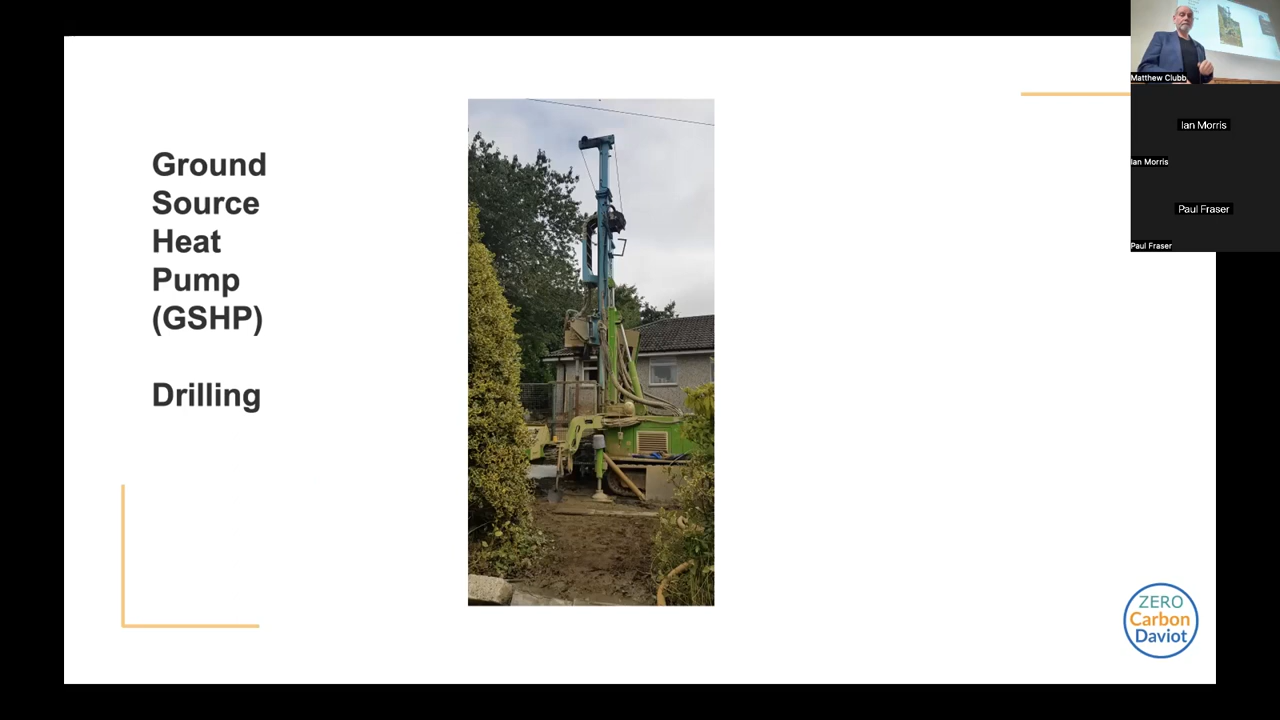 Ground
Source
Heat
Pump
(GSHP)
Drilling
Matthew Clubb
Ian Morris
Ian Morris
Paul Fraser
Paul Fraser
ZERO
Carbon
Daviot